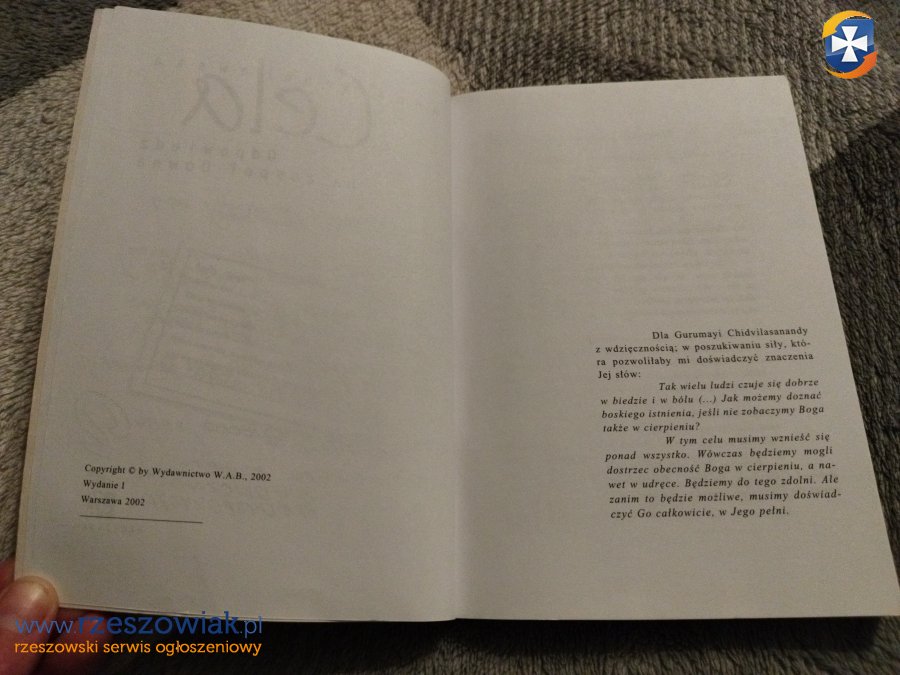 Copyright © by Wydawnictwo W.A.B., 2002
Wydanie I
Warszawa 2002
Dla Gurumayi Chidvilasanandy
z wdzięcznością; w poszukiwaniu siły, któ-
ra pozwoliłaby mi doświadczyć znaczenia
Jej słów:
Tak wielu ludzi czuje się dobrze
w biedzie i w bólu (...) Jak możemy doznać
boskiego istnienia, jeśli nie zobaczymy Boga
także w cierpieniu?
W tym celu musimy wznieść się
ponad wszystko. Wówczas będziemy mogli
dostrzec obecność Boga w cierpieniu, a na-
wet w udręce. Będziemy do tego zdolni. Ale
zanim to będzie możliwe, musimy doświad-
czyć Go całkowicie, w Jego pełni.
www.rzeszowiak.pl
rzeszowski serwis ogłoszeniowy